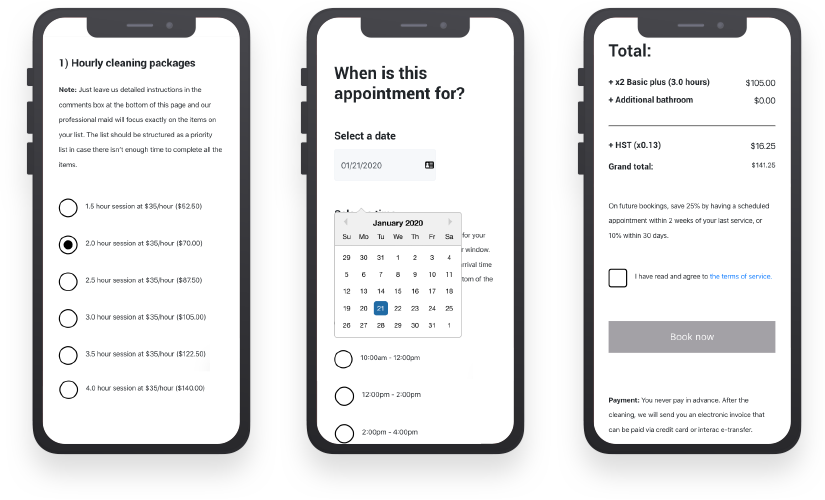 1) Hourly cleaning packages
Note: Just leave us detailed instructions in the
comments box at the bottom of this page and our
professional maid will focus exactly on the items on
your list. The list should be structured as a priority
list in case there isn't enough time to complete all the
items.
1.5 hour session at $35/hour ($52.50)
2.0 hour session at $35/hour ($70.00)
2.5 hour session at $35/hour ($87.50)
3.0 hour session at $35/hour ($105.00)
3.5 hour session at $35/hour ($122.50)
4.0 hour session at $35/hour ($140.00)
When is this
appointment for?
Select a date
01/21/2020
January 2020
Su Mo Tu We Th Fr Sa
29 30 31 1 2 3 4
5 6 7 8 9 10 11
12 13 14 15 16 17 18
19 20 21 22 23 24 25
26 27 28 29 30 31 1
for your
r window.
rrival time
tom of the
10:00am - 12:00pm
12:00pm - 2:00pm
2:00pm - 4:00pm
Total:
+ x2 Basic plus (3.0 hours) $105.00
+ Additional bathroom $0.00
+ HST (x0.13) $16.25
Grand total: $141.25
On future bookings, save 25% by having a scheduled
appointment within 2 weeks of your last service, or
10% within 30 days.
I have read and agree to the terms of service.
Book now
Payment: You never pay in advance. After the
cleaning, we will send you an electronic invoice that
can be paid via credit card or interac e-transfer.